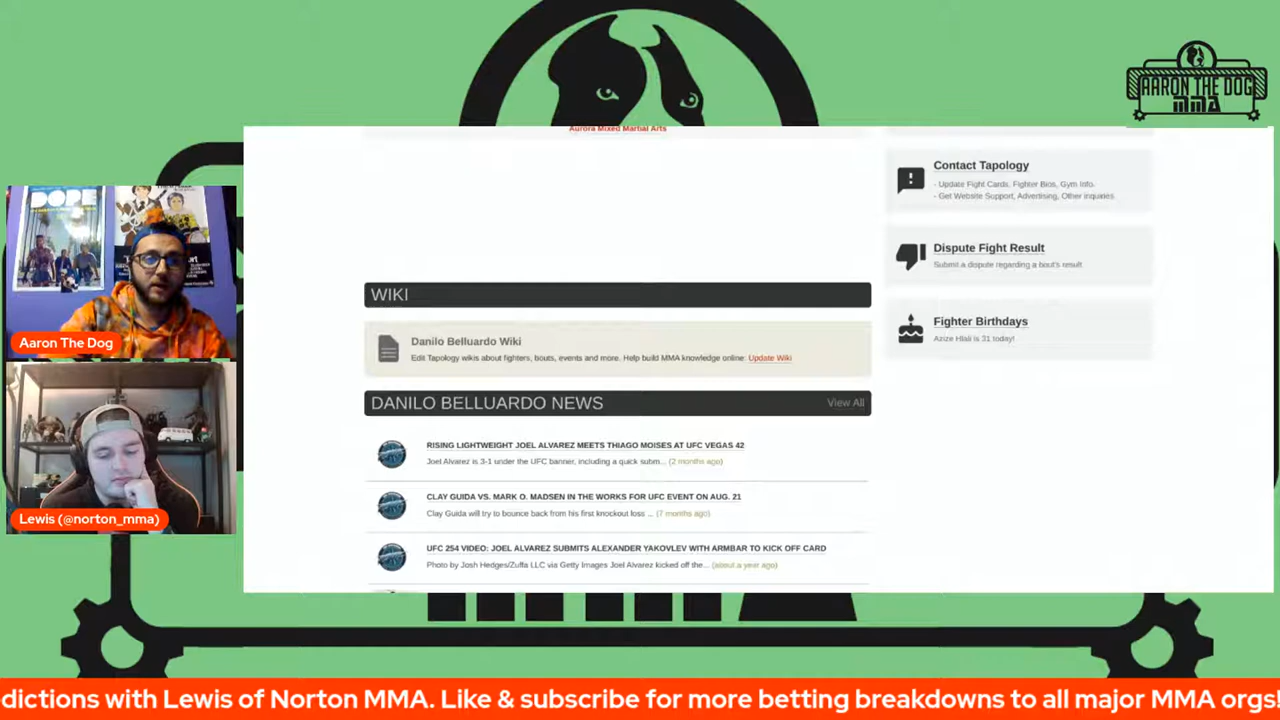 AARON THE DOG
MMA
Aurora Mixed Martial Arts
Contact Tapology
- Update Fight Cards, Fighter Bios, Gym Info.
- Get Website Support, Advertising, Other Inquiries.
Dispute Fight Result
Submit a dispute regarding a bout's result
Fighter Birthdays
Azize Hlali is 31 today!
WIKI
Danilo Belluardo Wiki
Edit Tapology wikis about fighters, bouts, events and more. Help build MMA knowledge online: Update Wiki
DANILO BELLUARDO NEWS
View All
RISING LIGHTWEIGHT JOEL ALVAREZ MEETS THIAGO MOISES AT UFC VEGAS 42
Joel Alvarez is 3-1 under the UFC banner, including a quick subm... (2 months ago)
CLAY GUIDA VS. MARK O. MADSEN IN THE WORKS FOR UFC EVENT ON AUG. 21
Clay Guida will try to bounce back from his first knockout loss ... (7 months ago)
UFC 254 VIDEO: JOEL ALVAREZ SUBMITS ALEXANDER YAKOVLEV WITH ARMBAR TO KICK OFF CARD
Photo by Josh Hedges/Zuffa LLC via Getty Images Joel Alvarez kicked off the... (about a year ago)
DOPE
Aaron The Dog
Lewis (@norton_mma)
dictions with Lewis of Norton MMA. Like & subscribe for more betting breakdowns to all major MMA orgs!